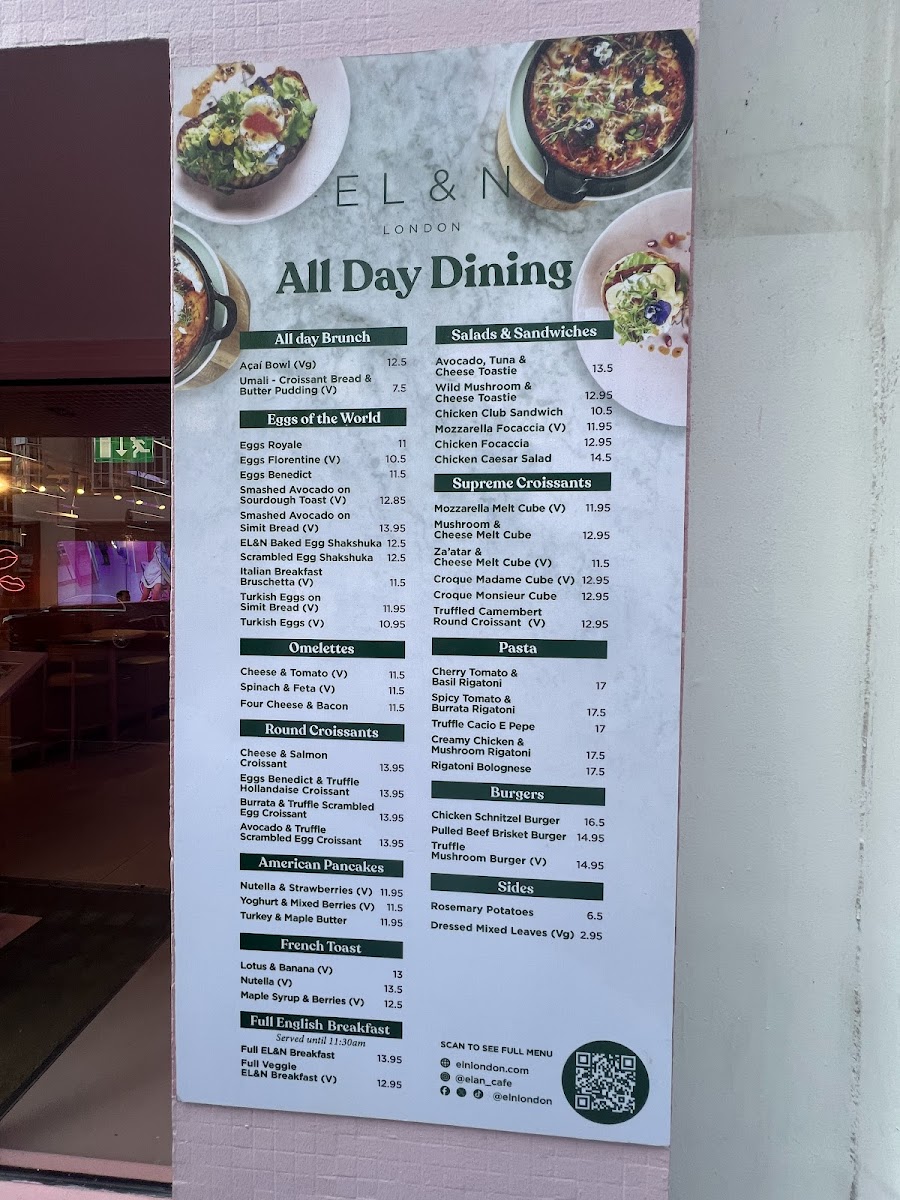 EL&N
LONDON
All Day Dining
All day Brunch
Açaí Bowl (Vg) 12.5
Umali - Croissant Bread &
Butter Pudding (V) 7.5
Eggs of the World
Eggs Royale 11
Eggs Florentine (V) 10.5
Eggs Benedict 11.5
Smashed Avocado on
Sourdough Toast (V) 12.85
Smashed Avocado on
Simit Bread (V) 13.95
EL&N Baked Egg Shakshuka 12.5
Scrambled Egg Shakshuka 12.5
Italian Breakfast
Bruschetta (V) 11.5
Turkish Eggs on
Simit Bread (V) 11.95
Turkish Eggs (V) 10.95
Omelettes
Cheese & Tomato (V) 11.5
Spinach & Feta (V) 11.5
Four Cheese & Bacon 11.5
Round Croissants
Cheese & Salmon
Croissant 13.95
Eggs Benedict & Truffle
Hollandaise Croissant 13.95
Burrata & Truffle Scrambled
Egg Croissant 13.95
Avocado & Truffle
Scrambled Egg Croissant 13.95
American Pancakes
Nutella & Strawberries (V) 11.95
Yoghurt & Mixed Berries (V) 11.5
Turkey & Maple Butter 11.95
French Toast
Lotus & Banana (V) 13
Nutella (V) 13.5
Maple Syrup & Berries (V) 12.5
Full English Breakfast
Served until 11:30am
Full EL&N Breakfast 13.95
Full Veggie
EL&N Breakfast (V) 12.95
Salads & Sandwiches
Avocado, Tuna &
Cheese Toastie 13.5
Wild Mushroom &
Cheese Toastie 12.95
Chicken Club Sandwich 10.5
Mozzarella Focaccia (V) 11.95
Chicken Focaccia 12.95
Chicken Caesar Salad 14.5
Supreme Croissants
Mozzarella Melt Cube (V) 11.95
Mushroom &
Cheese Melt Cube 12.95
Za'atar &
Cheese Melt Cube (V) 11.5
Croque Madame Cube (V) 12.95
Croque Monsieur Cube 12.95
Truffled Camembert
Round Croissant (V) 12.95
Pasta
Cherry Tomato &
Basil Rigatoni 17
Spicy Tomato &
Burrata Rigatoni 17.5
Truffle Cacio E Pepe 17
Creamy Chicken &
Mushroom Rigatoni 17.5
Rigatoni Bolognese 17.5
Burgers
Chicken Schnitzel Burger 16.5
Pulled Beef Brisket Burger 14.95
Truffle
Mushroom Burger (V) 14.95
Sides
Rosemary Potatoes 6.5
Dressed Mixed Leaves (Vg) 2.95
SCAN TO SEE FULL MENU
elnlondon.com
@elan_cafe
@elnlondon